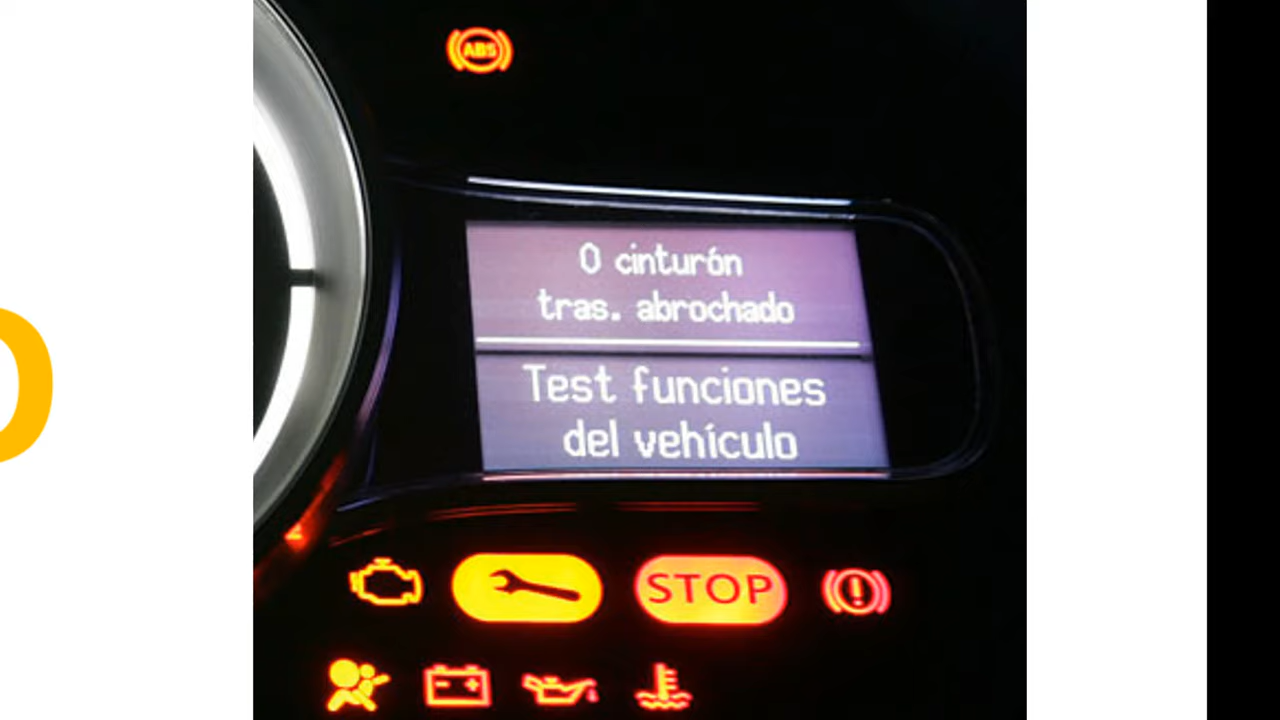 ABS
0 cinturón
tras. abrochado
Test funciones
del vehículo
STOP